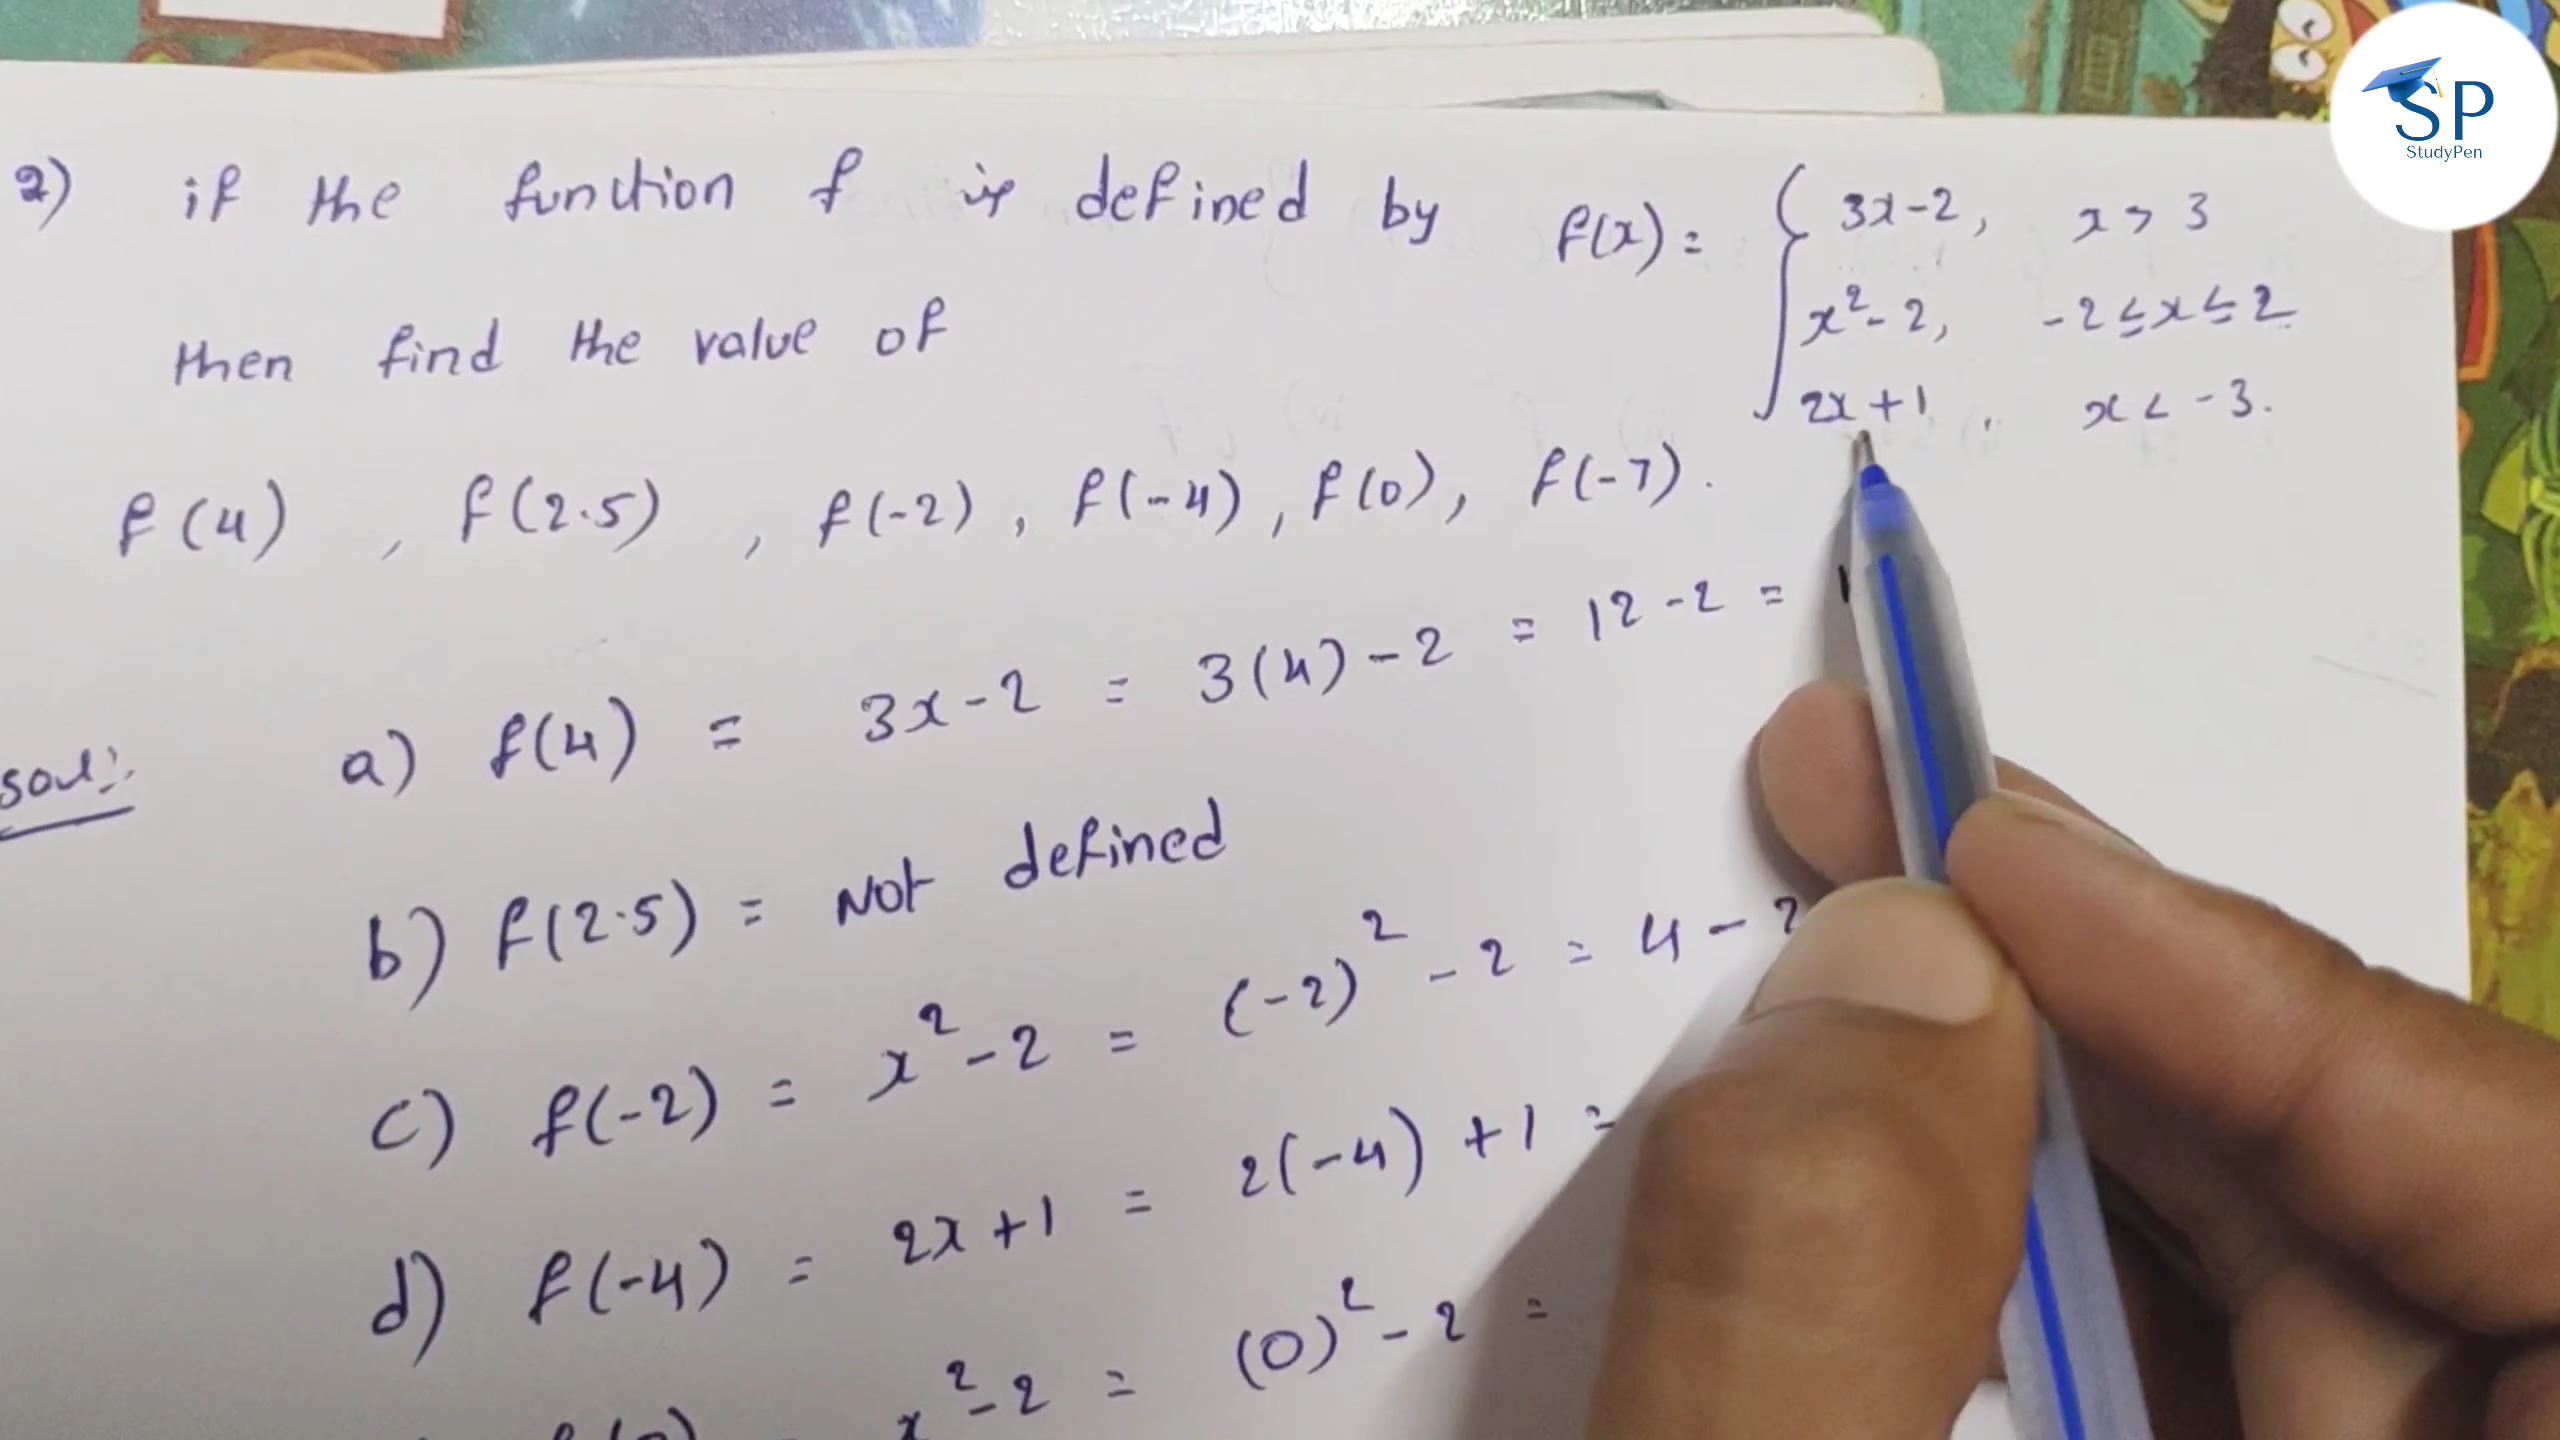 SP
StudyPen
2) if the function f is defined by f(x) = { 3x-2, x > 3
x²-2, -2 ≤ x ≤ 2
2x+1, x < -3.
then find the value of
f(4), f(2.5), f(-2), f(-4), f(0), f(-7).
a) f(4) = 3x-2 = 3(4)-2 = 12-2 =
b) f(2.5) = Not defined
c) f(-2) = x²-2 = (-2)²-2 = 4-2
d) f(-4) = 2x+1 = 2(-4)+1 =
x²-2 = (0)²-2 =